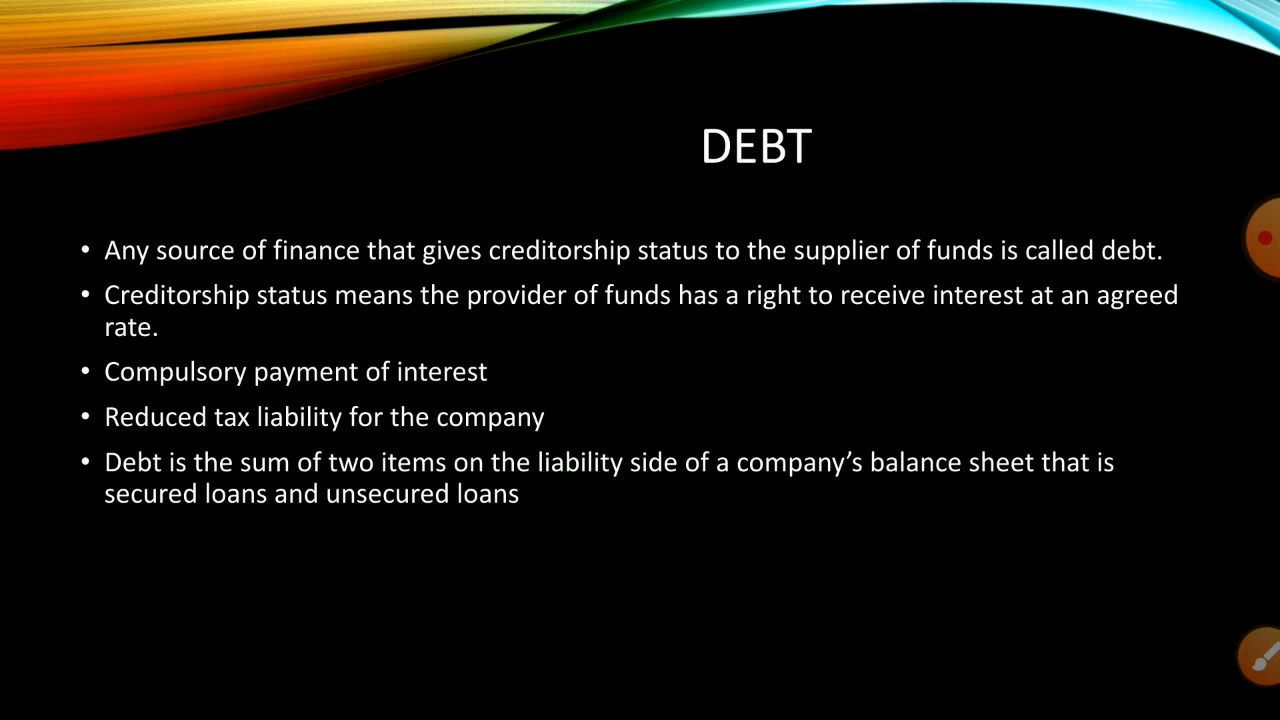 DEBT
• Any source of finance that gives creditorship status to the supplier of funds is called debt.
• Creditorship status means the provider of funds has a right to receive interest at an agreed
rate.
• Compulsory payment of interest
• Reduced tax liability for the company
• Debt is the sum of two items on the liability side of a company’s balance sheet that is
secured loans and unsecured loans